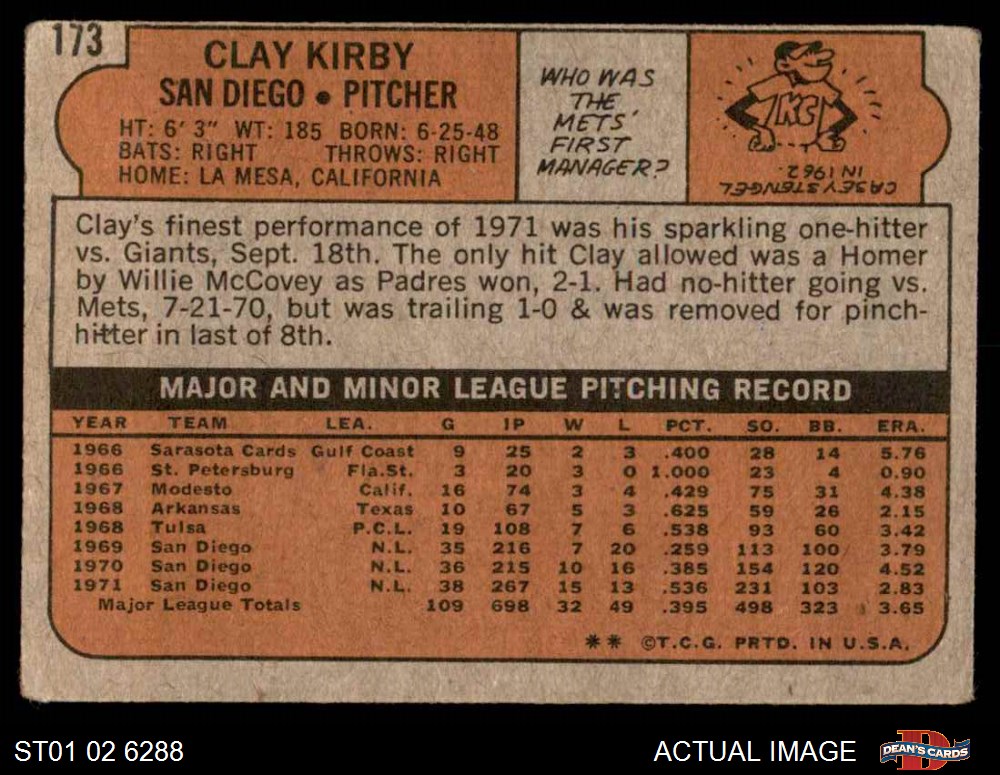 173
CLAY KIRBY
SAN DIEGO • PITCHER
HT: 6' 3" WT: 185 BORN: 6-25-48
BATS: RIGHT THROWS: RIGHT
HOME: LA MESA, CALIFORNIA
WHO WAS
THE
METS'
FIRST
MANAGER?
KC
CASEY STENGEL
IN 1962.
Clay's finest performance of 1971 was his sparkling one-hitter
vs. Giants, Sept. 18th. The only hit Clay allowed was a Homer
by Willie McCovey as Padres won, 2-1. Had no-hitter going vs.
Mets, 7-21-70, but was trailing 1-0 & was removed for pinch-
hitter in last of 8th.
MAJOR AND MINOR LEAGUE PITCHING RECORD
YEAR TEAM LEA. G IP W L PCT. SO. BB. ERA.
1966 Sarasota Cards Gulf Coast 9 25 2 3 .400 28 14 5.76
1966 St. Petersburg Fla.St. 3 20 3 0 1.000 23 4 0.90
1967 Modesto Calif. 16 74 3 4 .429 75 31 4.38
1968 Arkansas Texas 10 67 5 3 .625 59 26 2.15
1968 Tulsa P.C.L. 19 108 7 6 .538 93 60 3.42
1969 San Diego N.L. 35 216 7 20 .259 113 100 3.79
1970 San Diego N.L. 36 215 10 16 .385 154 120 4.52
1971 San Diego N.L. 38 267 15 13 .536 231 103 2.83
Major League Totals 109 698 32 49 .395 498 323 3.65
** ©T.C.G. PRTD. IN U.S.A.
ST01 02 6288
ACTUAL IMAGE
DEAN'S CARDS